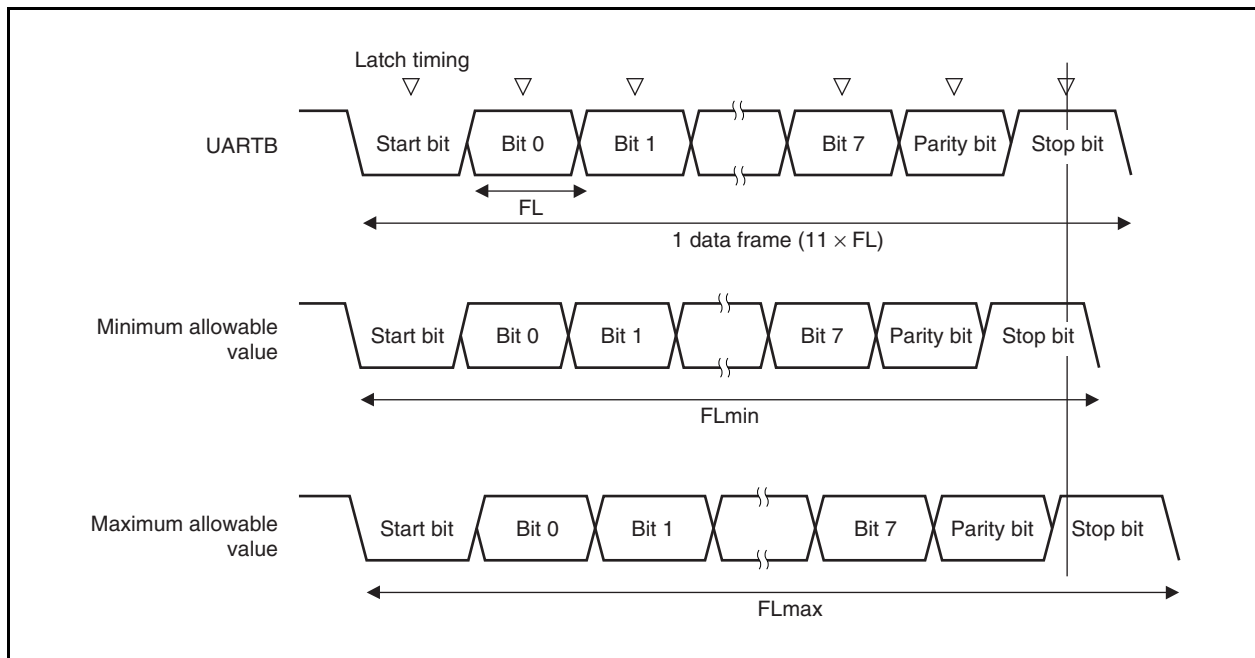 Latch timing
UARTB
Start bit
Bit 0
Bit 1
Bit 7
Parity bit
Stop bit
FL
1 data frame (11 × FL)
Minimum allowable
value
Start bit
Bit 0
Bit 1
Bit 7
Parity bit
Stop bit
FLmin
Maximum allowable
value
Start bit
Bit 0
Bit 1
Bit 7
Parity bit
Stop bit
FLmax